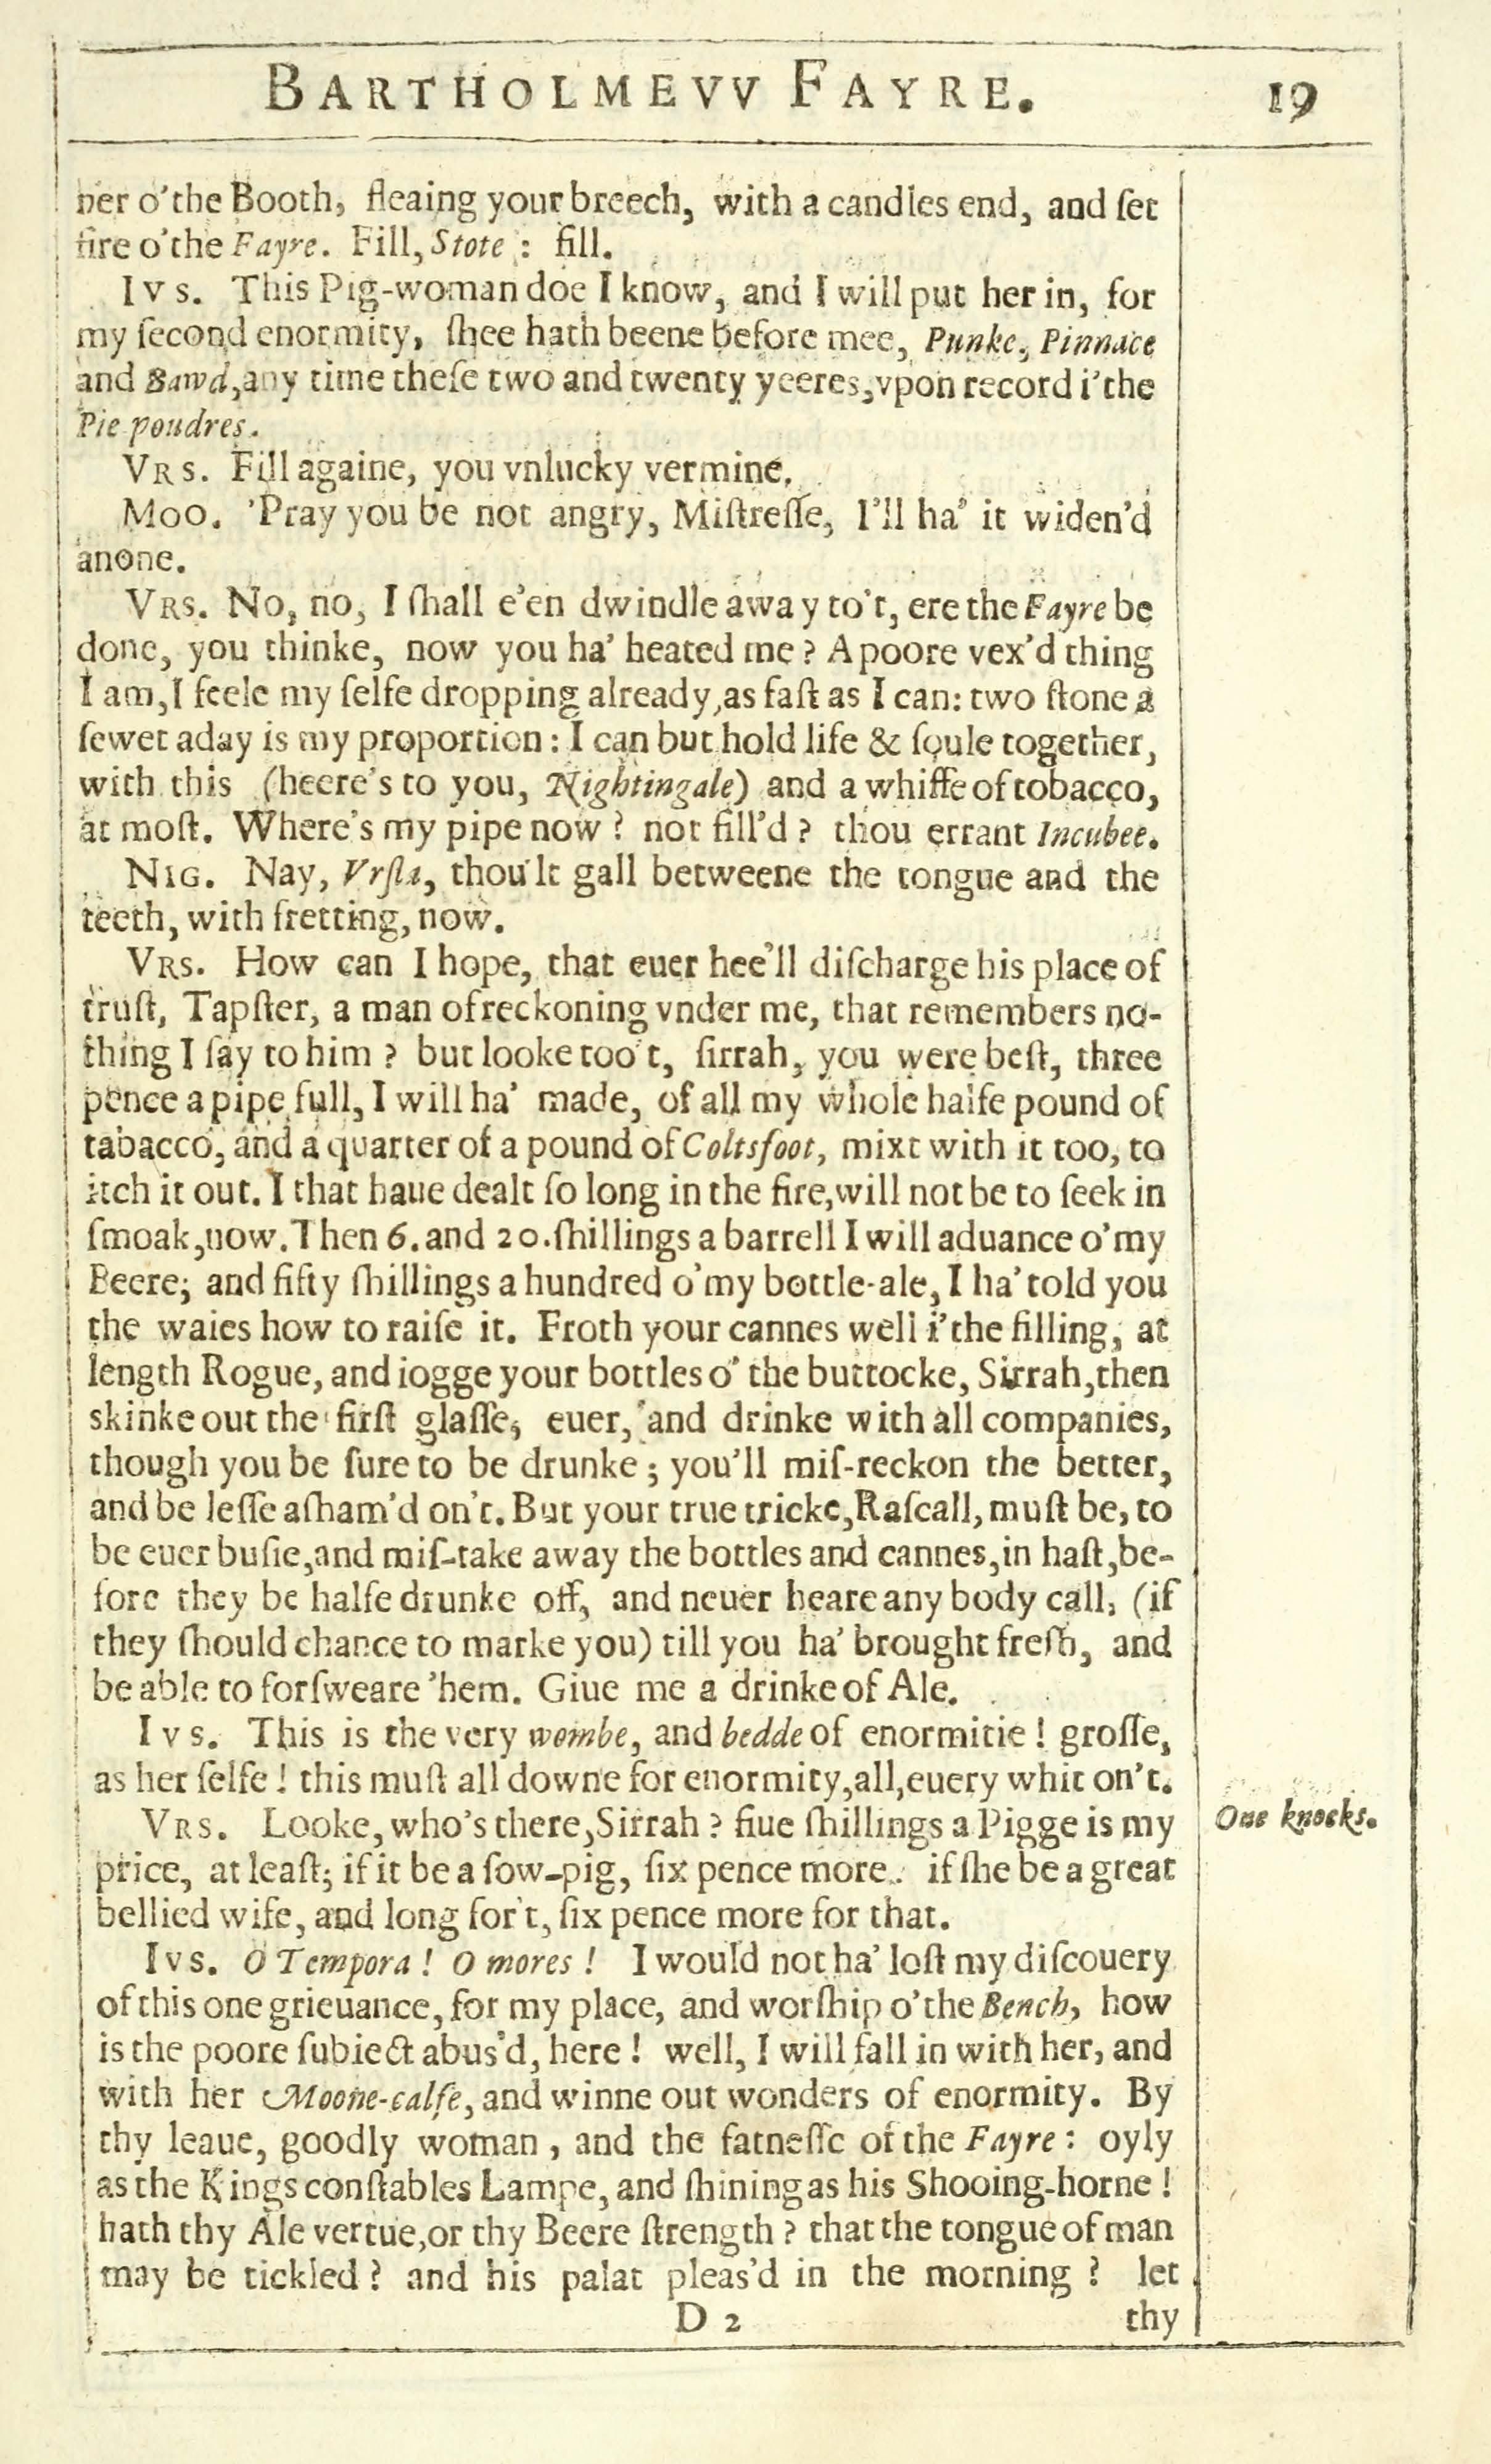 BARTHOLMEVV FAYRE. 19
ner o'the Booth, fleaing your breech, with a candles end, and ſet
fire o'the Fayre. Fill, Stote : fill.
IVS. This Pig-woman doe I know, and I will put her in, for
my ſecond enormity, ſhee hath beene before mee, Punke, Pinnace
and Bawd, any time theſe two and twenty yeeres, vpon record i'the
Pie-poudres.
VRS. Fill againe, you vnlucky vermine.
MOO. 'Pray you be not angry, Miſtreſſe, I'll ha' it widen'd
anone.
VRS. No, no, I ſhall e'en dwindle away to't, ere the Fayre be
done, you thinke, now you ha' heated me? A poore vex'd thing
I am, I feele my ſelfe dropping already, as faſt as I can: two ſtone a
ſewet aday is my proportion: I can but hold life & ſoule together,
with this (heere's to you, Nightingale) and a whiffe of tobacco,
at moſt. Where's my pipe now? not fill'd? thou errant Incubee.
NIG. Nay, Vrſla, thou'lt gall betweene the tongue and the
teeth, with fretting, now.
VRS. How can I hope, that euer hee'll diſcharge his place of
truſt, Tapſter, a man of reckoning vnder me, that remembers no-
thing I ſay to him? but looke too't, ſirrah, you were beſt, three
pence a pipe full, I will ha' made, of all my whole halfe pound of
tabacco, and a quarter of a pound of Coltsfoot, mixt with it too, to
itch it out. I that haue dealt ſo long in the fire, will not be to ſeek in
ſmoak, now. Then 6. and 20. ſhillings a barrell I will aduance o'my
Beere; and fifty ſhillings a hundred o'my bottle-ale, I ha' told you
the waies how to raiſe it. Froth your cannes well i'the filling, at
length Rogue, and iogge your bottles o' the buttocke, Sirrah, then
skinke out the firſt glaſſe, euer, and drinke with all companies,
though you be ſure to be drunke; you'll miſ-reckon the better,
and be leſſe aſham'd on't. But your true tricke, Raſcall, muſt be, to
be euer buſie, and miſ-take away the bottles and cannes, in haſt, be-
fore they be halfe drunke off, and neuer heare any body call, (if
they ſhould chance to marke you) till you ha' brought freſh, and
be able to forſweare 'hem. Giue me a drinke of Ale.
IVS. This is the very wombe, and bedde of enormitie! groſſe,
as her ſelfe! this muſt all downe for enormity, all, euery whit on't.
VRS. Looke, who's there, Sirrah? fiue ſhillings a Pigge is my One knocks.
price, at leaſt; if it be a ſow-pig, ſix pence more: if ſhe be a great
bellied wife, and long for't, ſix pence more for that.
IVS. O Tempora! O mores! I would not ha' loſt my diſcouery
of this one grieuance, for my place, and worſhip o'the Bench, how
is the poore ſubiect abus'd, here! well, I will fall in with her, and
with her Moone-calfe, and winne out wonders of enormity. By
thy leaue, goodly woman, and the fatneſſe of the Fayre: oyly
as the Kings conſtables Lampe, and ſhining as his Shooing-horne!
hath thy Ale vertue, or thy Beere ſtrength? that the tongue of man
may be tickled? and his palat pleas'd in the morning? let
D 2 thy